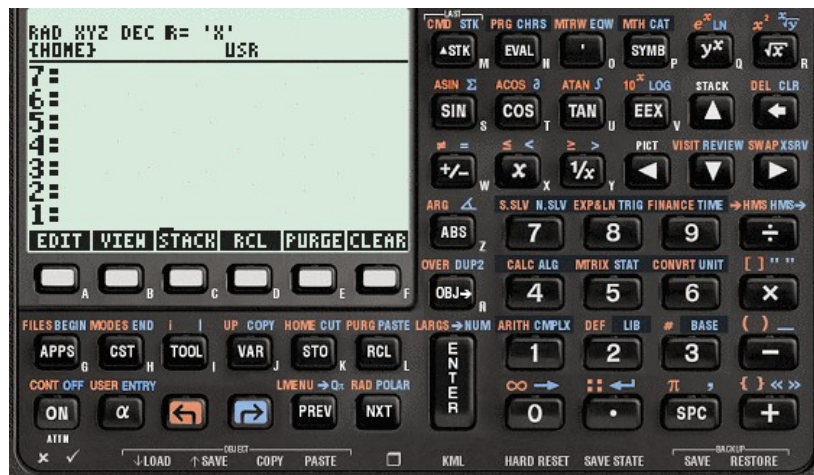 RAD XYZ DEC R= 'X'
{HOME} USR
7:
6:
5:
4:
3:
2:
1:
EDIT VIEW STACK RCL PURGE CLEAR
A B C D E F
LAST
CMD STK PRG CHRS MTRW EQW MTH CAT eˣ LN x² ˣ√y
▲STK M EVAL N ' O SYMB P yˣ Q √x R
ASIN Σ ACOS ∂ ATAN ∫ 10ˣ LOG STACK DEL CLR
SIN S COS T TAN U EEX V ▲ 🡄
≠ = ≤ < ≥ > PICT VISIT REVIEW SWAP XSRV
+/- W x X 1/x Y ◀ ▼ ▶
ARG ∠ S.SLV N.SLV EXP&LN TRIG FINANCE TIME →HMS HMS→
ABS Z 7 8 9 ÷
OVER DUP2 CALC ALG MTRIX STAT CONVRT UNIT [ ] " "
OBJ→ 4 5 6 ×
FILES BEGIN MODES END i | UP COPY HOME CUT PURG PASTE LARGS →NUM ARITH CMPLX DEF LIB # BASE ( ) _
APPS G CST H TOOL I VAR J STO K RCL L ENTER 1 2 3 −
CONT OFF USER ENTRY LMENU →Qπ RAD POLAR ∞ → :: ↵ π , { } « »
ON α ↰ ↱ PREV NXT 0 . SPC +
ATTN
OBJECT BACKUP
× ✓ ↓LOAD ↑SAVE COPY PASTE KML HARD RESET SAVE STATE SAVE RESTORE